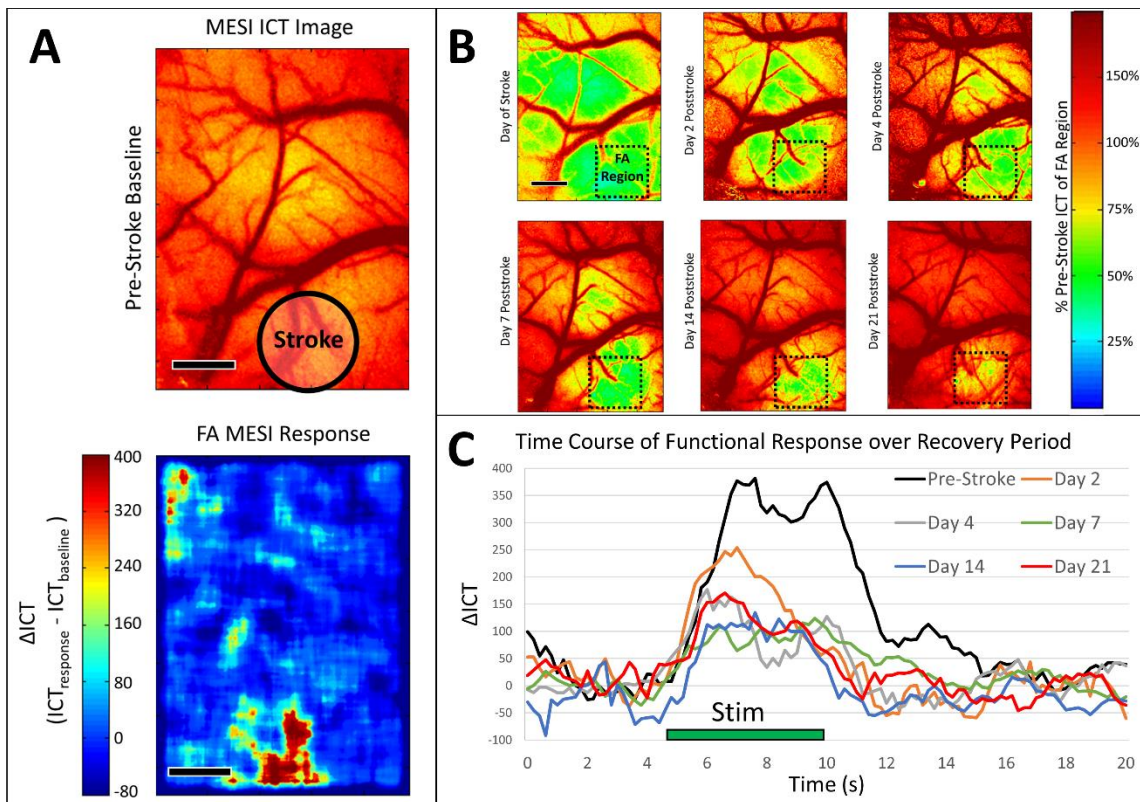 A
MESI ICT Image
Pre-Stroke Baseline
Stroke
FA MESI Response
ΔICT
(ICTresponse - ICTbaseline)
400
320
240
160
80
0
-80
B
Day of Stroke
FA
Region
Day 2 Poststroke
Day 4 Poststroke
Day 7 Poststroke
Day 14 Poststroke
Day 21 Poststroke
% Pre-Stroke ICT of FA Region
150%
100%
75%
50%
25%
C
Time Course of Functional Response over Recovery Period
ΔICT
400
350
300
250
200
150
100
50
0
-50
-100
Pre-Stroke
Day 2
Day 4
Day 7
Day 14
Day 21
Stim
0 2 4 6 8 10 12 14 16 18 20
Time (s)